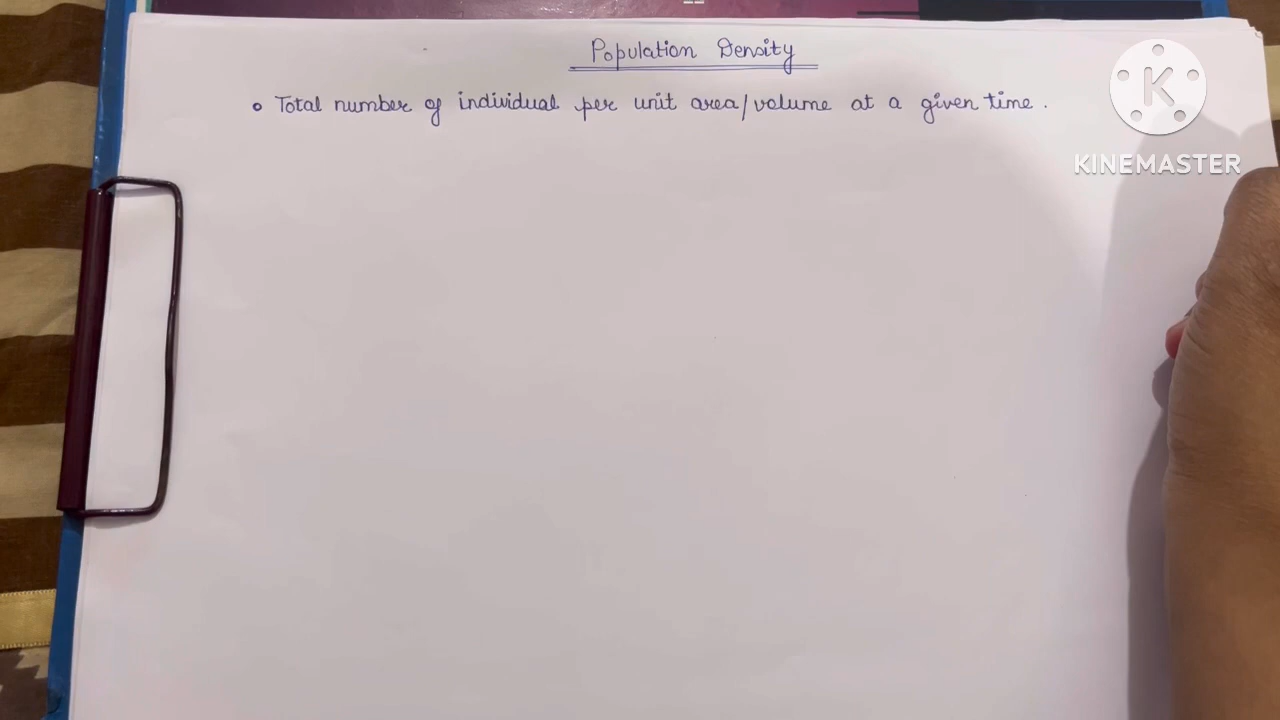 Population Density
Total number of individual per unit area/volume at a given time.
K
KINEMASTER